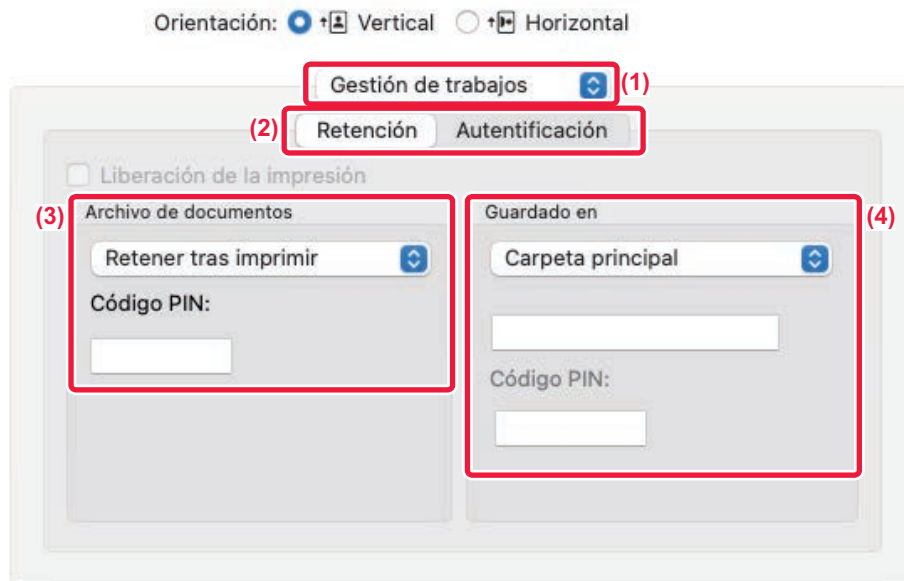 Orientación: Vertical Horizontal
Gestión de trabajos (1)
(2) Retención Autentificación
Liberación de la impresión
(3) Archivo de documentos
Retener tras imprimir
Código PIN:
Guardado en (4)
Carpeta principal
Código PIN: